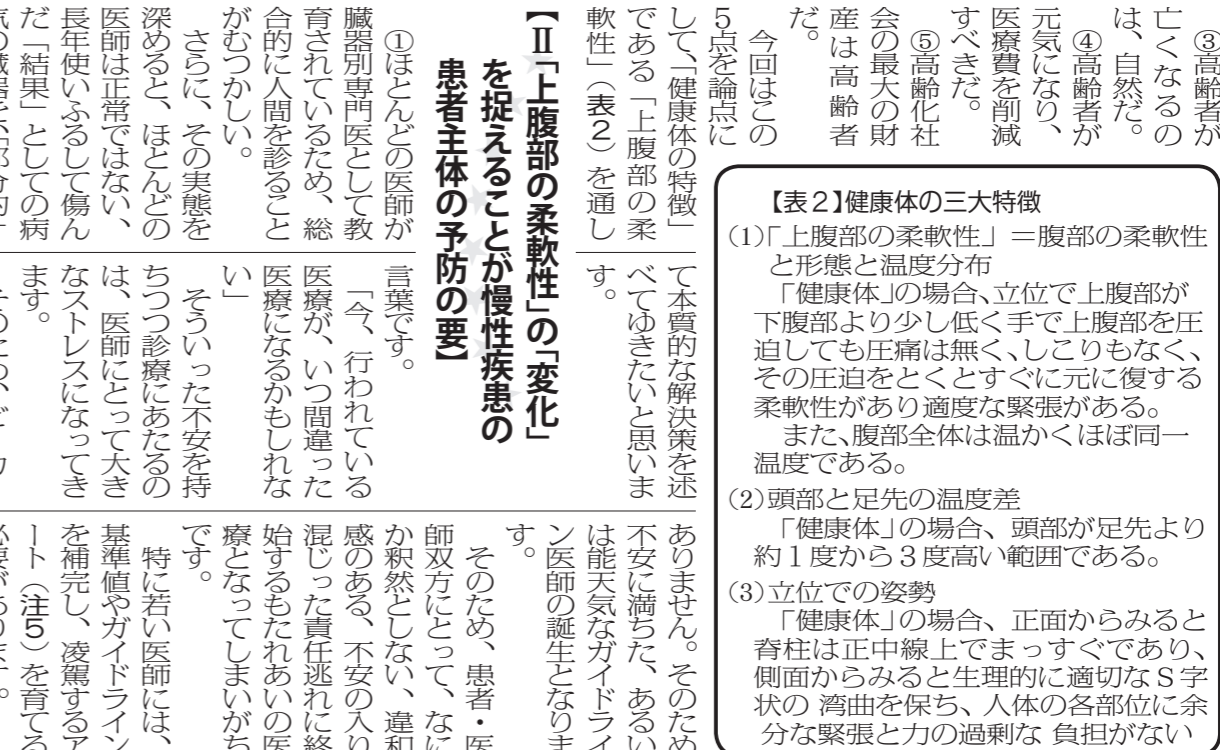 ③高齢者が
亡くなるの
は、自然だ。
④高齢者が
元気になり、
医療費を削減
すべきだ。
⑤高齢化社
会の最大の財
産は高齢者
だ。
今回はこの
5点を論点に
して、「健康体の特徴」
である「上腹部の柔
軟性」（表2）を通し
て本質的な解決策を述
べてゆきたいと思いま
す。
【Ⅱ「上腹部の柔軟性」の「変化」
を捉えることが慢性疾患の
患者主体の予防の要】
①ほとんどの医師が
臓器別専門医として教
育されているため、総
合的に人間を診ること
がむつかしい。
さらに、その実態を
深めると、ほとんどの
医師は正常ではない、
長年使いふるして傷ん
だ「結果」としての病
言葉です。
「今、行われている
医療が、いつ間違った
医療になるかもしれな
い」
そういった不安を持
ちつつ診療にあたるの
は、医師にとって大き
なストレスになってき
ます。
ありません。そのため
不安に満ちた、あるい
は能天気なガイドライ
ン医師の誕生となりま
す。
そのため、患者・医
師双方にとって、なに
か釈然としない、違和
感のある、不安の入り
混じった責任逃れに終
始するもたれあいの医
療となってしまいがち
です。
特に若い医師には、
基準値やガイドライン
を補完し、凌駕するア
ート（注5）を育てる
必要があります。
【表2】健康体の三大特徴
(1)「上腹部の柔軟性」＝腹部の柔軟性
と形態と温度分布
「健康体」の場合、立位で上腹部が
下腹部より少し低く手で上腹部を圧
迫しても圧痛は無く、しこりもなく、
その圧迫をとくとすぐに元に復する
柔軟性があり適度な緊張がある。
また、腹部全体は温かくほぼ同一
温度である。
(2)頭部と足先の温度差
「健康体」の場合、頭部が足先より
約1度から3度高い範囲である。
(3)立位での姿勢
「健康体」の場合、正面からみると
脊柱は正中線上でまっすぐであり、
側面からみると生理的に適切なS字
状の 湾曲を保ち、人体の各部位に余
分な緊張と力の過剰な 負担がない